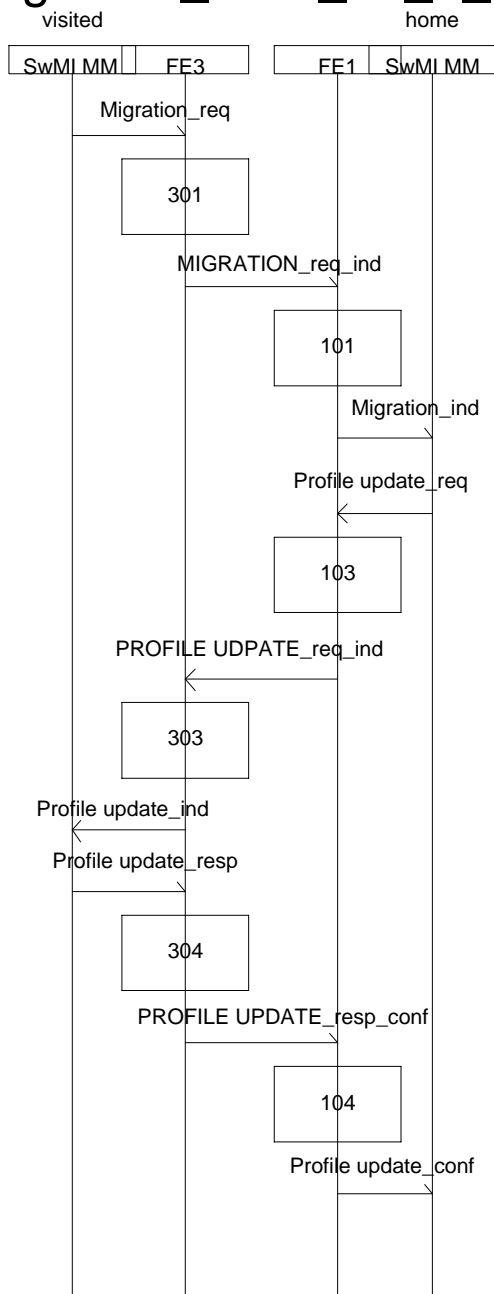 visited home
SwMI MM FE3 FE1 SwMI MM
Migration_req
301
MIGRATION_req_ind
101
Migration_ind
Profile update_req
103
PROFILE UDPATE_req_ind
303
Profile update_ind
Profile update_resp
304
PROFILE UPDATE_resp_conf
104
Profile update_conf